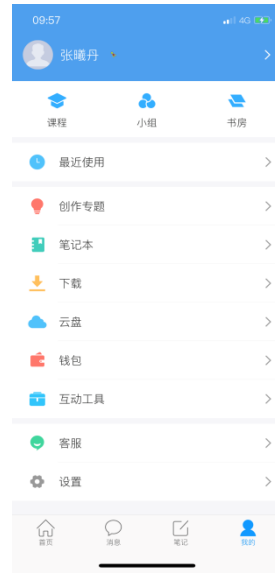 09:57 4G
张曦丹
课程 小组 书房
最近使用
创作专题
笔记本
下载
云盘
钱包
互动工具
客服
设置
首页 消息 笔记 我的